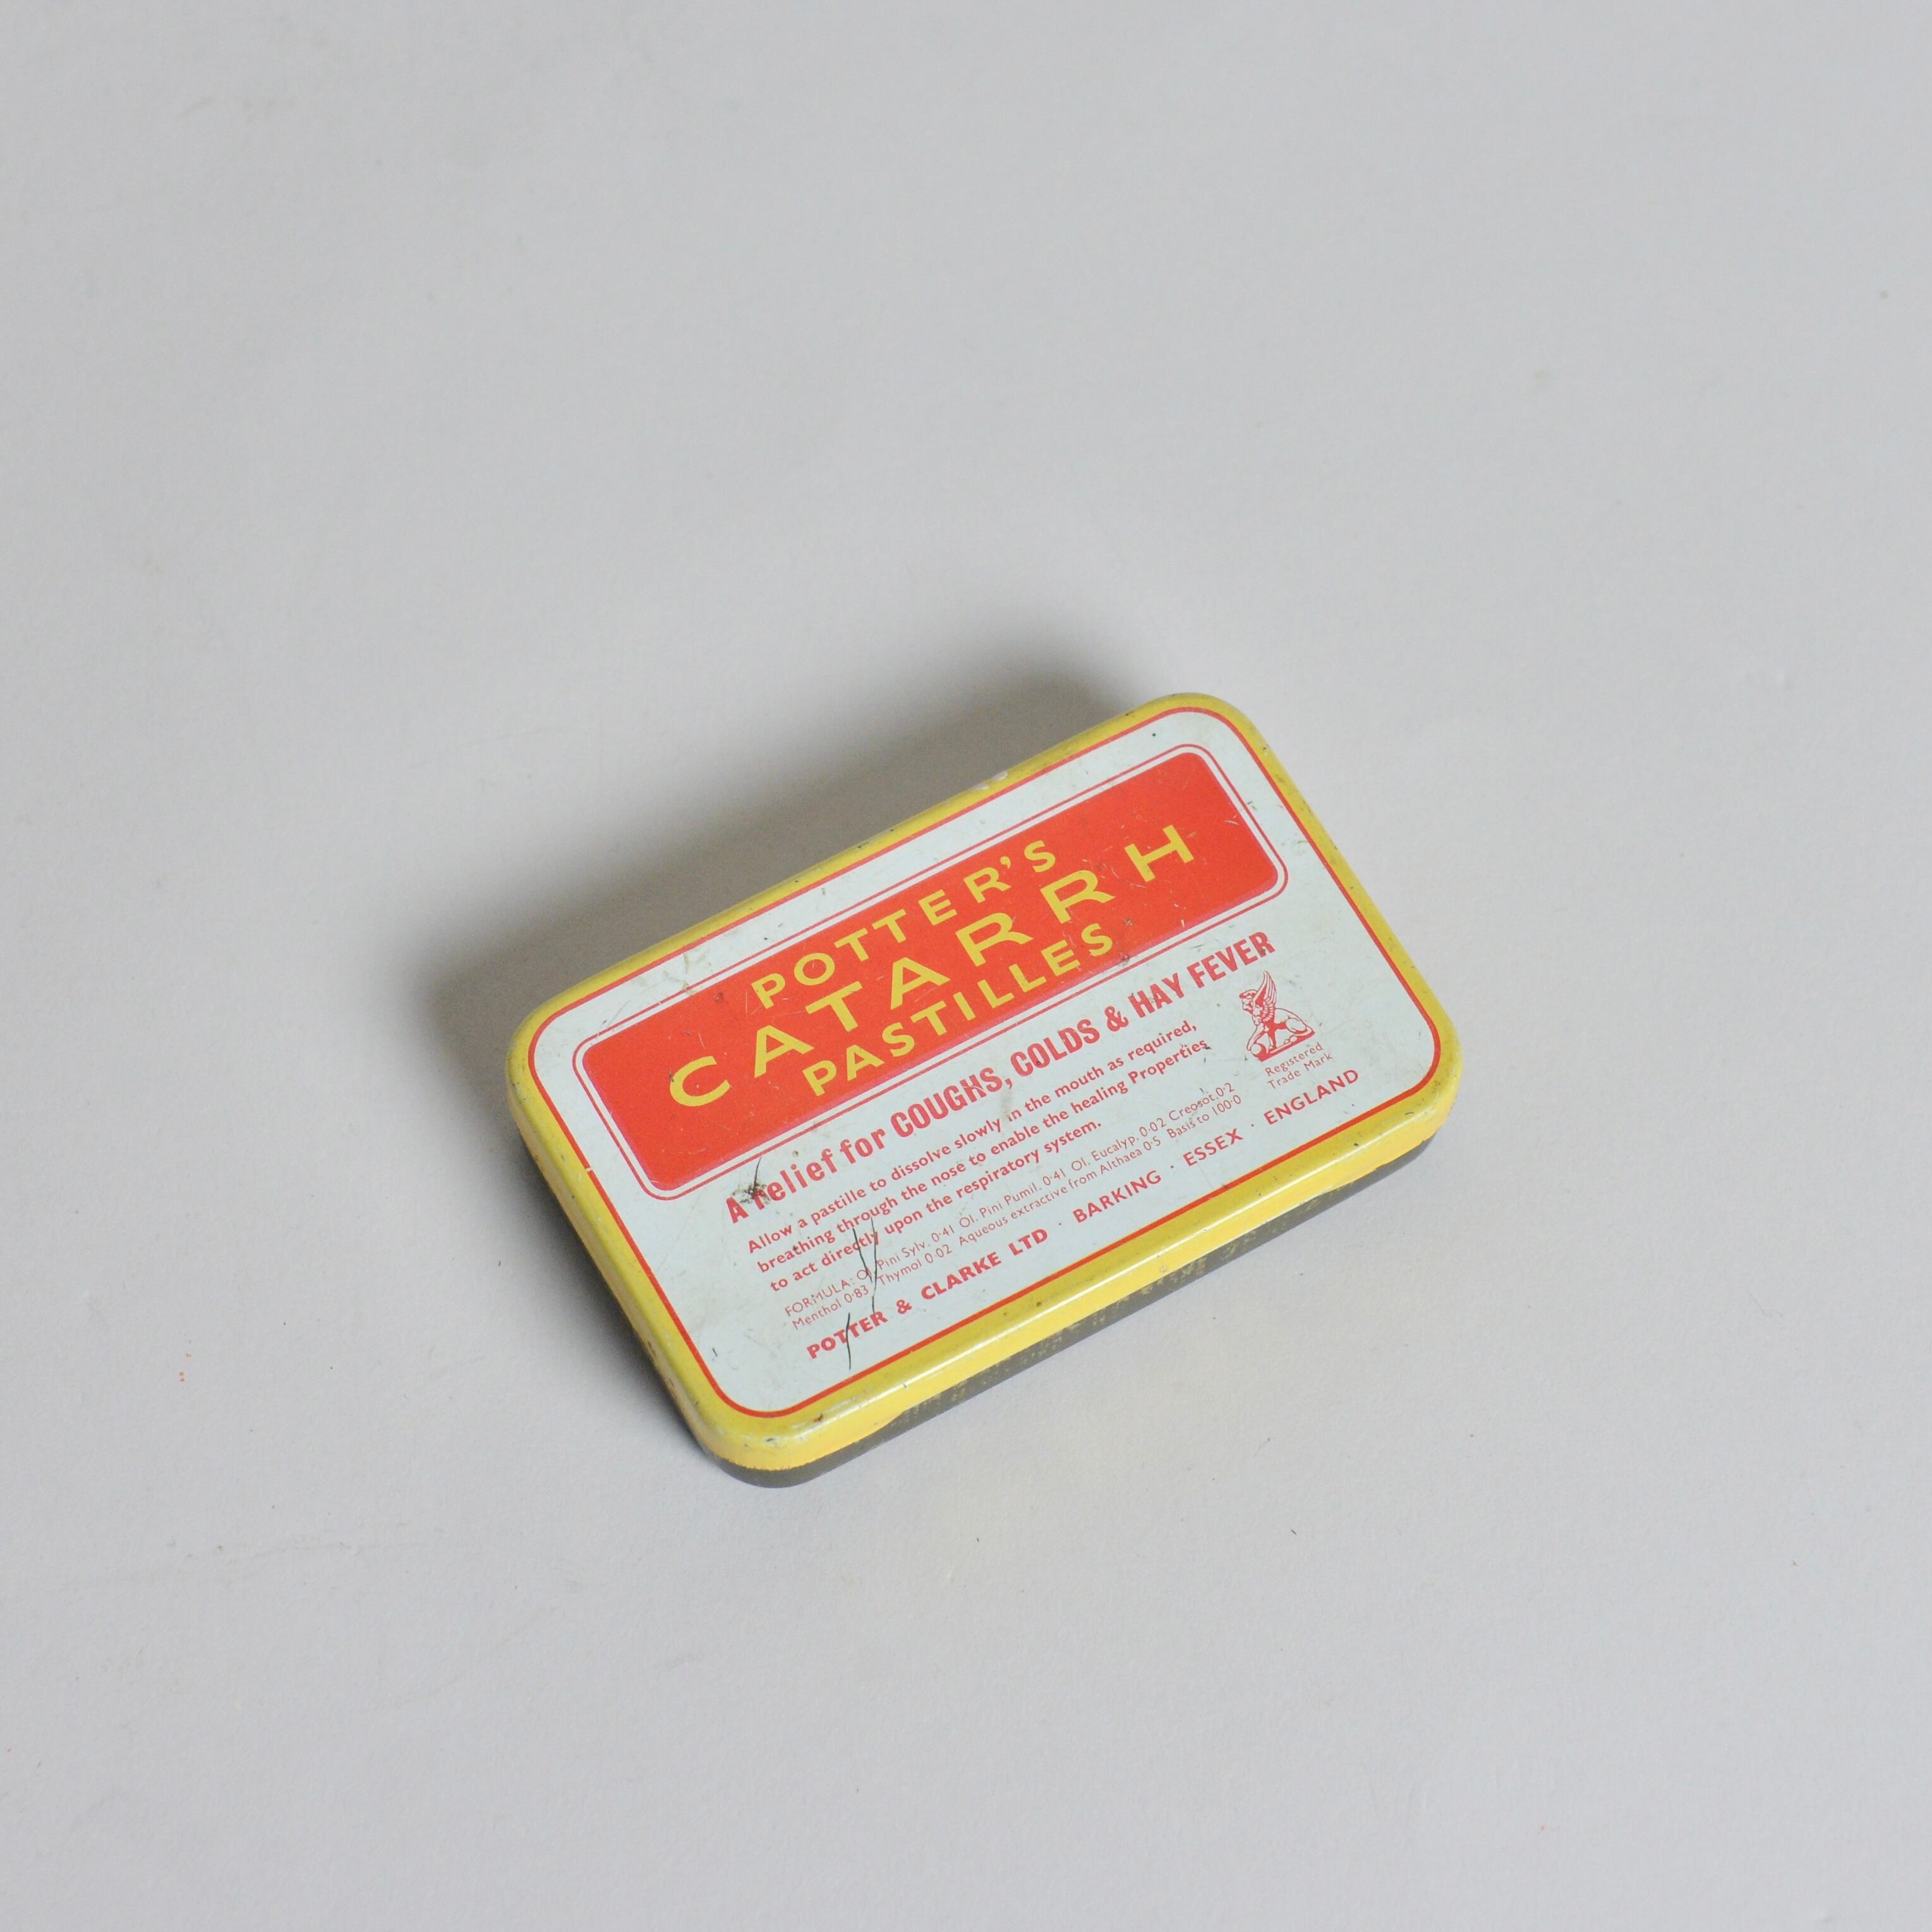 POTTER'S
CATARRH
PASTILLES
A relief for COUGHS, COLDS & HAY FEVER
Allow a pastille to dissolve slowly in the mouth as required,
breathing through the nose to enable the healing Properties
to act directly upon the respiratory system.
FORMULA: Ol. Pini Sylv. 0·41 Ol. Pini Pumil. 0·41 Ol. Eucalyp. 0·02 Creosot. 0·2
Menthol 0·83 Thymol 0·02 Aqueous extractive from Althaea 0·5 Basis to 100·0
Registered
Trade Mark
POTTER & CLARKE LTD · BARKING · ESSEX · ENGLAND